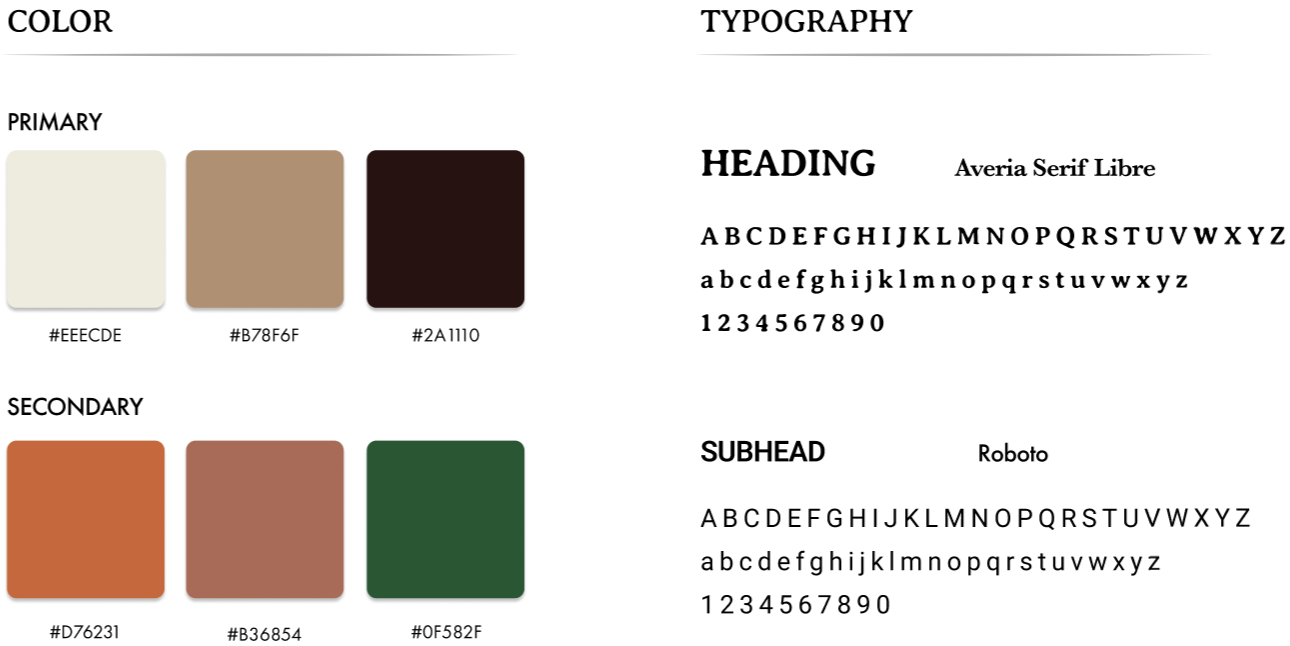 COLOR
PRIMARY
#EEECDE
#B78F6F
#2A1110
SECONDARY
#D76231
#B36854
#0F582F
TYPOGRAPHY
HEADING
Averia Serif Libre
A B C D E F G H I J K L M N O P Q R S T U V W X Y Z
a b c d e f g h i j k l m n o p q r s t u v w x y z
1 2 3 4 5 6 7 8 9 0
SUBHEAD
Roboto
A B C D E F G H I J K L M N O P Q R S T U V W X Y Z
a b c d e f g h i j k l m n o p q r s t u v w x y z
1 2 3 4 5 6 7 8 9 0